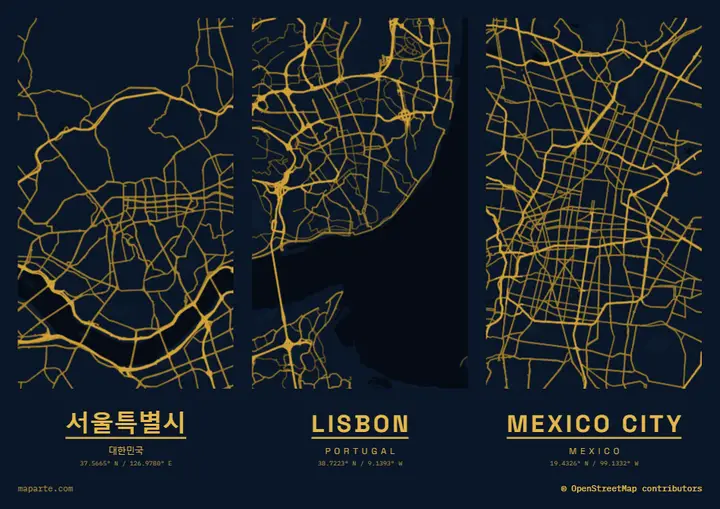 서울특별시
대한민국
37.5665° N / 126.9780° E
LISBON
PORTUGAL
38.7223° N / 9.1393° W
MEXICO CITY
MEXICO
19.4326° N / 99.1332° W
maparte.com
© OpenStreetMap contributors